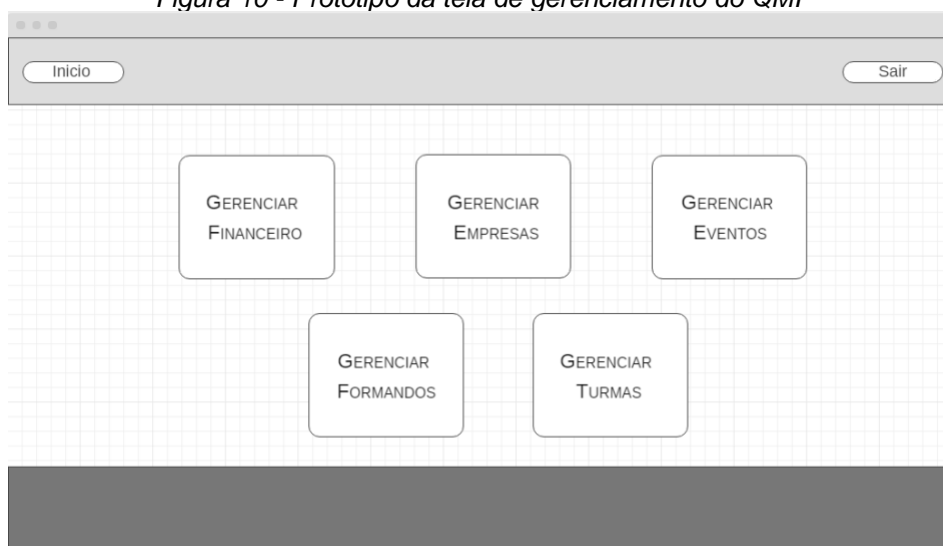 Figura 10 - Protótipo da tela de gerenciamento do QMF
Inicio
Sair
GERENCIAR
FINANCEIRO
GERENCIAR
EMPRESAS
GERENCIAR
EVENTOS
GERENCIAR
FORMANDOS
GERENCIAR
TURMAS